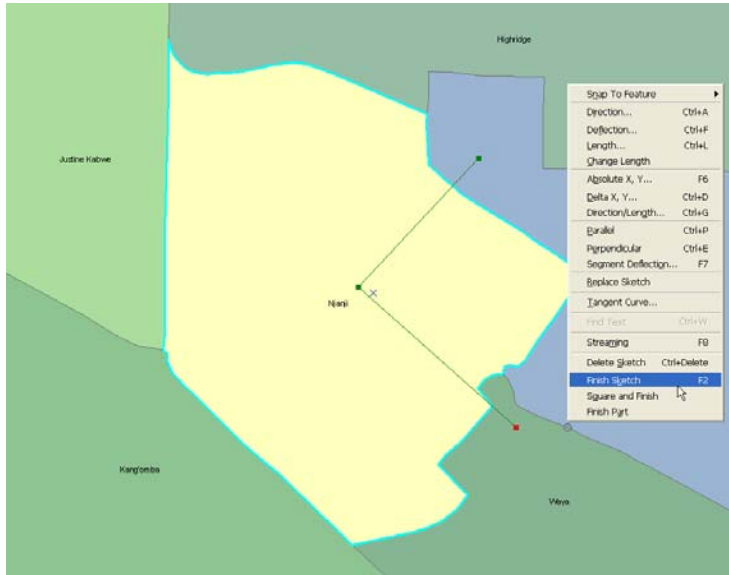 Highridge
Justine Kabwe
Njanji
Kang'omba
Waya
Snap To Feature
Direction... Ctrl+A
Deflection... Ctrl+F
Length... Ctrl+L
Change Length
Absolute X, Y... F6
Delta X, Y... Ctrl+D
Direction/Length... Ctrl+G
Parallel Ctrl+P
Perpendicular Ctrl+E
Segment Deflection... F7
Replace Sketch
Tangent Curve...
Find Text Ctrl+W
Streaming F8
Delete Sketch Ctrl+Delete
Finish Sketch F2
Square and Finish
Finish Part